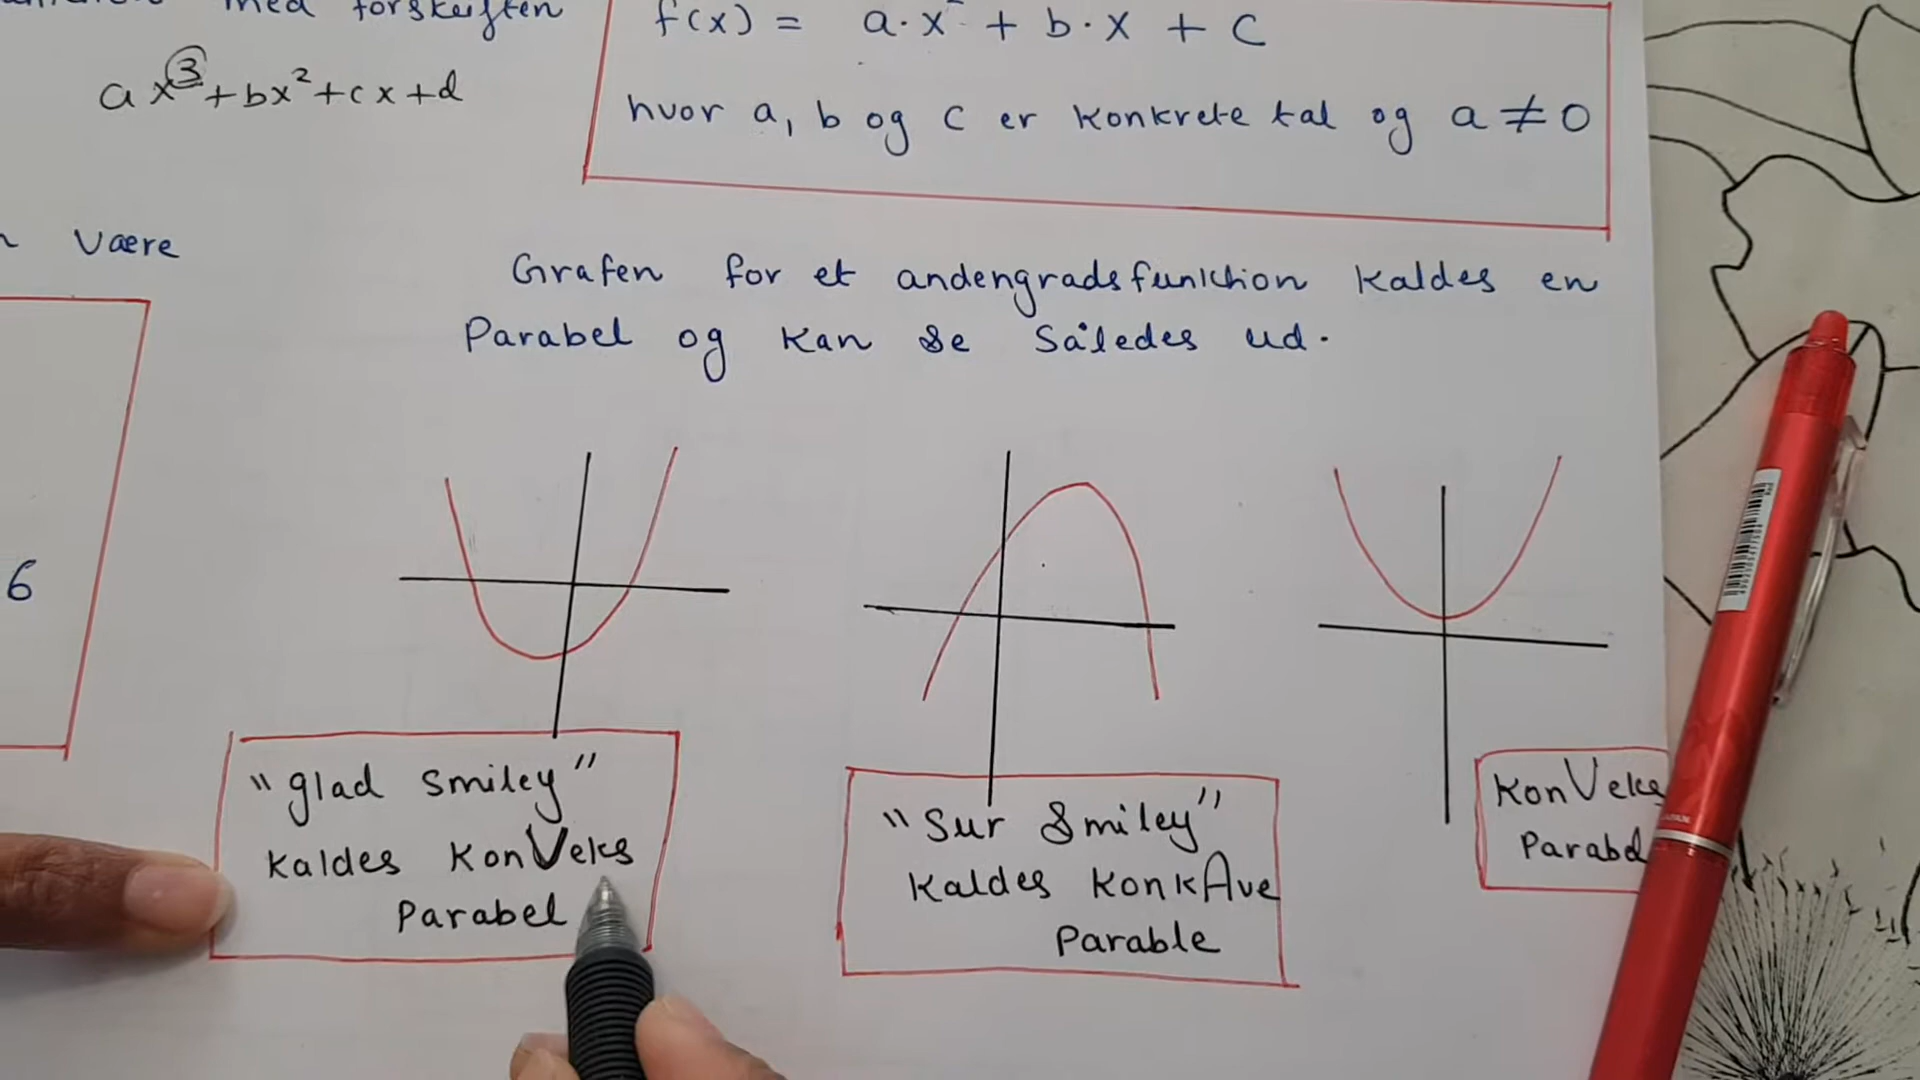 med forskriften
ax³+bx²+cx+d
f(x) = a·x² + b·x + c
hvor a, b og c er konkrete tal og a ≠ 0
være
6
Grafen for et andengradsfunktion kaldes en
Parabel og kan se således ud.
"glad smiley"
kaldes konVeks
Parabel
"Sur Smiley"
kaldes konkAve
Parable
konVeks
Parabel